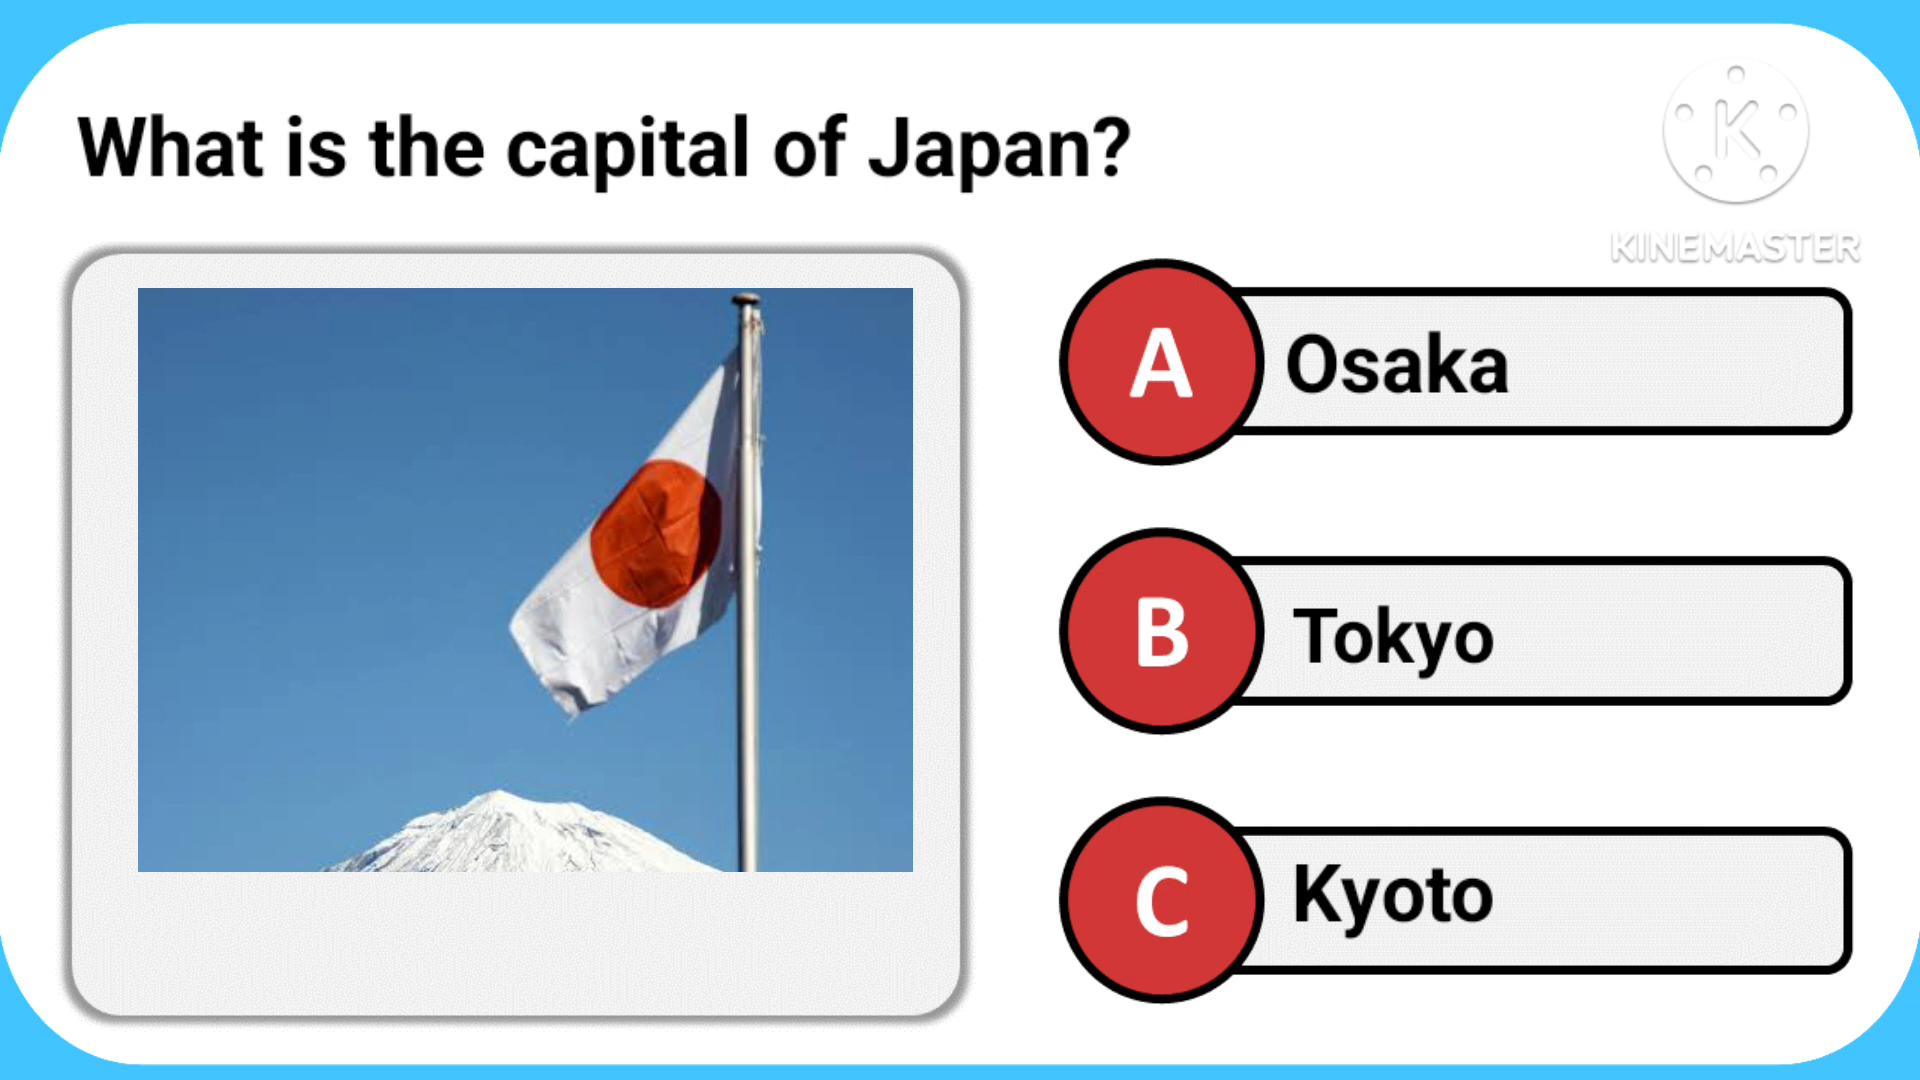 What is the capital of Japan?
K
KINEMASTER
A Osaka
B Tokyo
C Kyoto